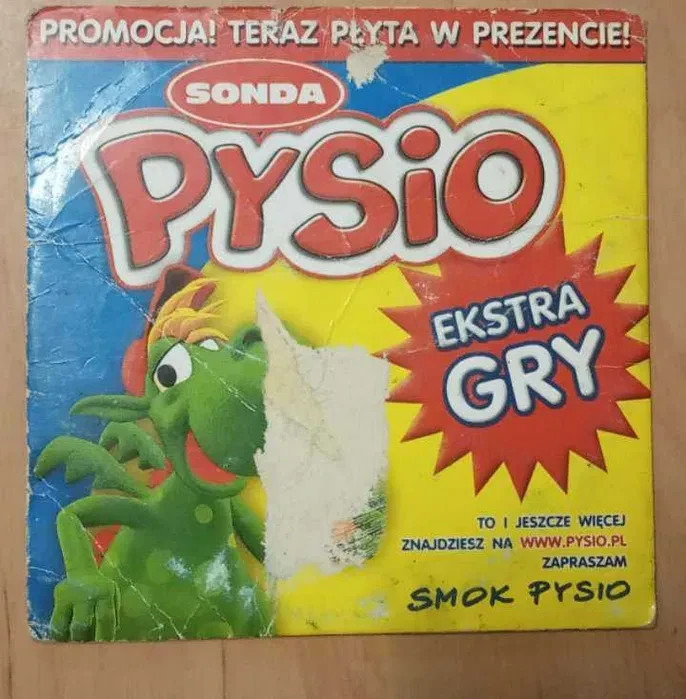 PROMOCJA! TERAZ PŁYTA W PREZENCIE!
SONDA
PYSiO
EKSTRA
GRY
TO I JESZCZE WIĘCEJ
ZNAJDZIESZ NA WWW.PYSIO.PL
ZAPRASZAM
SMOK PYSIO